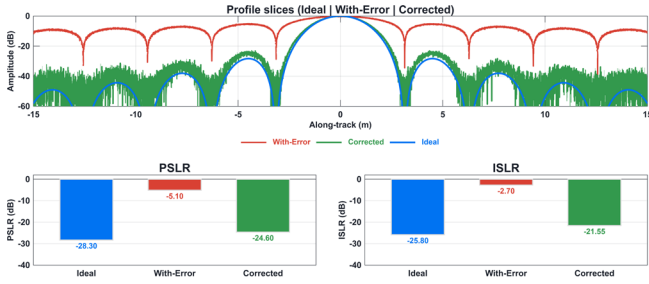 Profile slices (Ideal | With-Error | Corrected)
Amplitude (dB)
0
-20
-40
-60
-15
-10
-5
0
5
10
15
Along-track (m)
With-Error
Corrected
Ideal
PSLR
PSLR (dB)
0
-10
-20
-30
-40
-28.30
-5.10
-24.60
Ideal
With-Error
Corrected
ISLR
ISLR (dB)
0
-10
-20
-30
-40
-25.80
-2.70
-21.55
Ideal
With-Error
Corrected